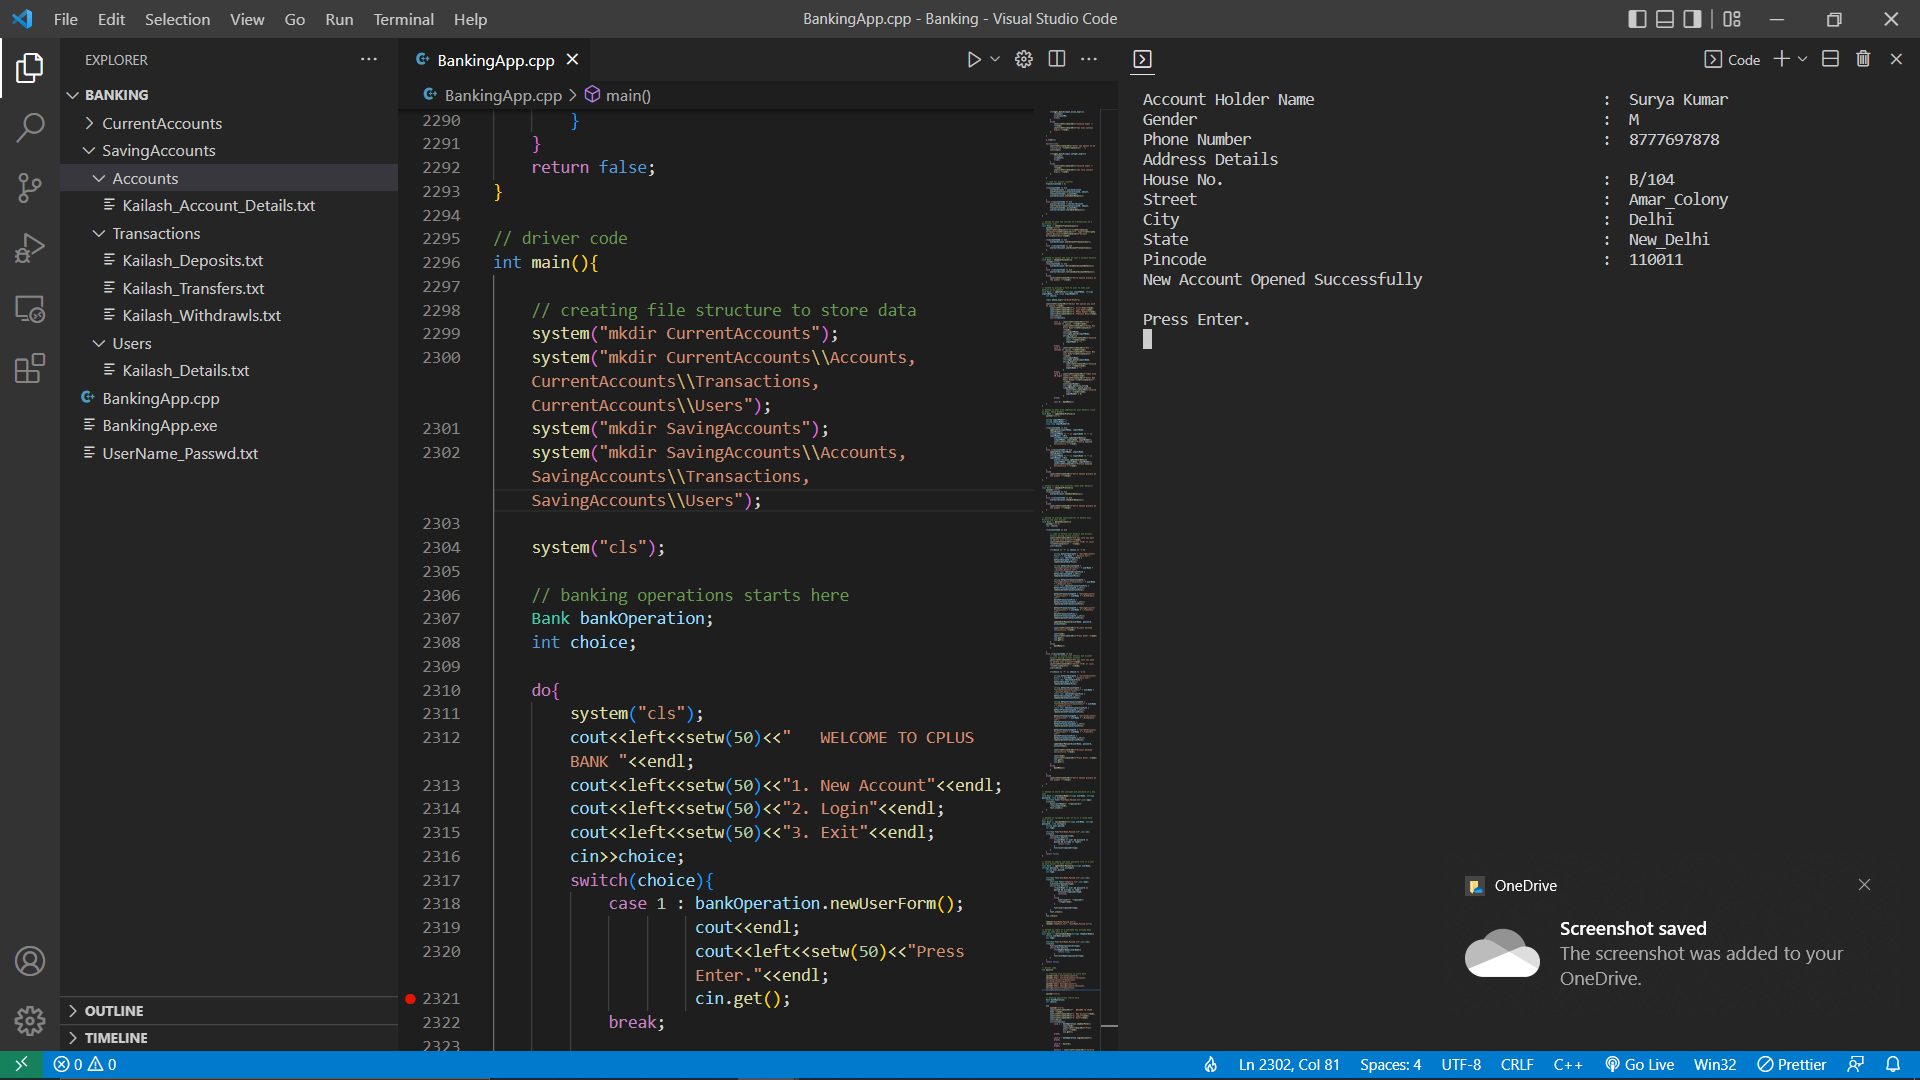 File Edit Selection View Go Run Terminal Help
BankingApp.cpp - Banking - Visual Studio Code
EXPLORER
BANKING
CurrentAccounts
SavingAccounts
Accounts
Kailash_Account_Details.txt
Transactions
Kailash_Deposits.txt
Kailash_Transfers.txt
Kailash_Withdrawls.txt
Users
Kailash_Details.txt
BankingApp.cpp
BankingApp.exe
UserName_Passwd.txt
OUTLINE
TIMELINE
BankingApp.cpp
BankingApp.cpp > main()
2290 }
2291 }
2292 return false;
2293 }
2294
2295 // driver code
2296 int main(){
2297
2298 // creating file structure to store data
2299 system("mkdir CurrentAccounts");
2300 system("mkdir CurrentAccounts\\Accounts,
CurrentAccounts\\Transactions,
CurrentAccounts\\Users");
2301 system("mkdir SavingAccounts");
2302 system("mkdir SavingAccounts\\Accounts,
SavingAccounts\\Transactions,
SavingAccounts\\Users");
2303
2304 system("cls");
2305
2306 // banking operations starts here
2307 Bank bankOperation;
2308 int choice;
2309
2310 do{
2311 system("cls");
2312 cout<<left<<setw(50)<<"   WELCOME TO CPLUS
BANK "<<endl;
2313 cout<<left<<setw(50)<<"1. New Account"<<endl;
2314 cout<<left<<setw(50)<<"2. Login"<<endl;
2315 cout<<left<<setw(50)<<"3. Exit"<<endl;
2316 cin>>choice;
2317 switch(choice){
2318 case 1 : bankOperation.newUserForm();
2319 cout<<endl;
2320 cout<<left<<setw(50)<<"Press
Enter."<<endl;
2321 cin.get();
2322 break;
2323
Code
Account Holder Name : Surya Kumar
Gender : M
Phone Number : 8777697878
Address Details
House No. : B/104
Street : Amar_Colony
City : Delhi
State : New_Delhi
Pincode : 110011
New Account Opened Successfully
Press Enter.
OneDrive
Screenshot saved
The screenshot was added to your
OneDrive.
0 0
Ln 2302, Col 81 Spaces: 4 UTF-8 CRLF C++ Go Live Win32 Prettier